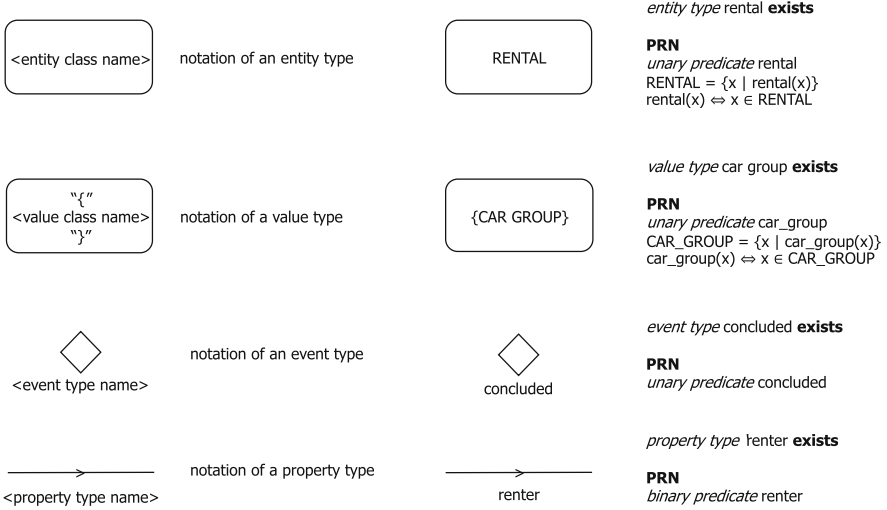 entity type rental exists
<entity class name>
notation of an entity type
RENTAL
PRN
unary predicate rental
RENTAL = {x | rental(x)}
rental(x) ⇔ x ∈ RENTAL
value type car group exists
"{"
<value class name>
"}"
notation of a value type
{CAR GROUP}
PRN
unary predicate car_group
CAR_GROUP = {x | car_group(x)}
car_group(x) ⇔ x ∈ CAR_GROUP
event type concluded exists
<event type name>
notation of an event type
concluded
PRN
unary predicate concluded
property type renter exists
<property type name>
notation of a property type
renter
PRN
binary predicate renter